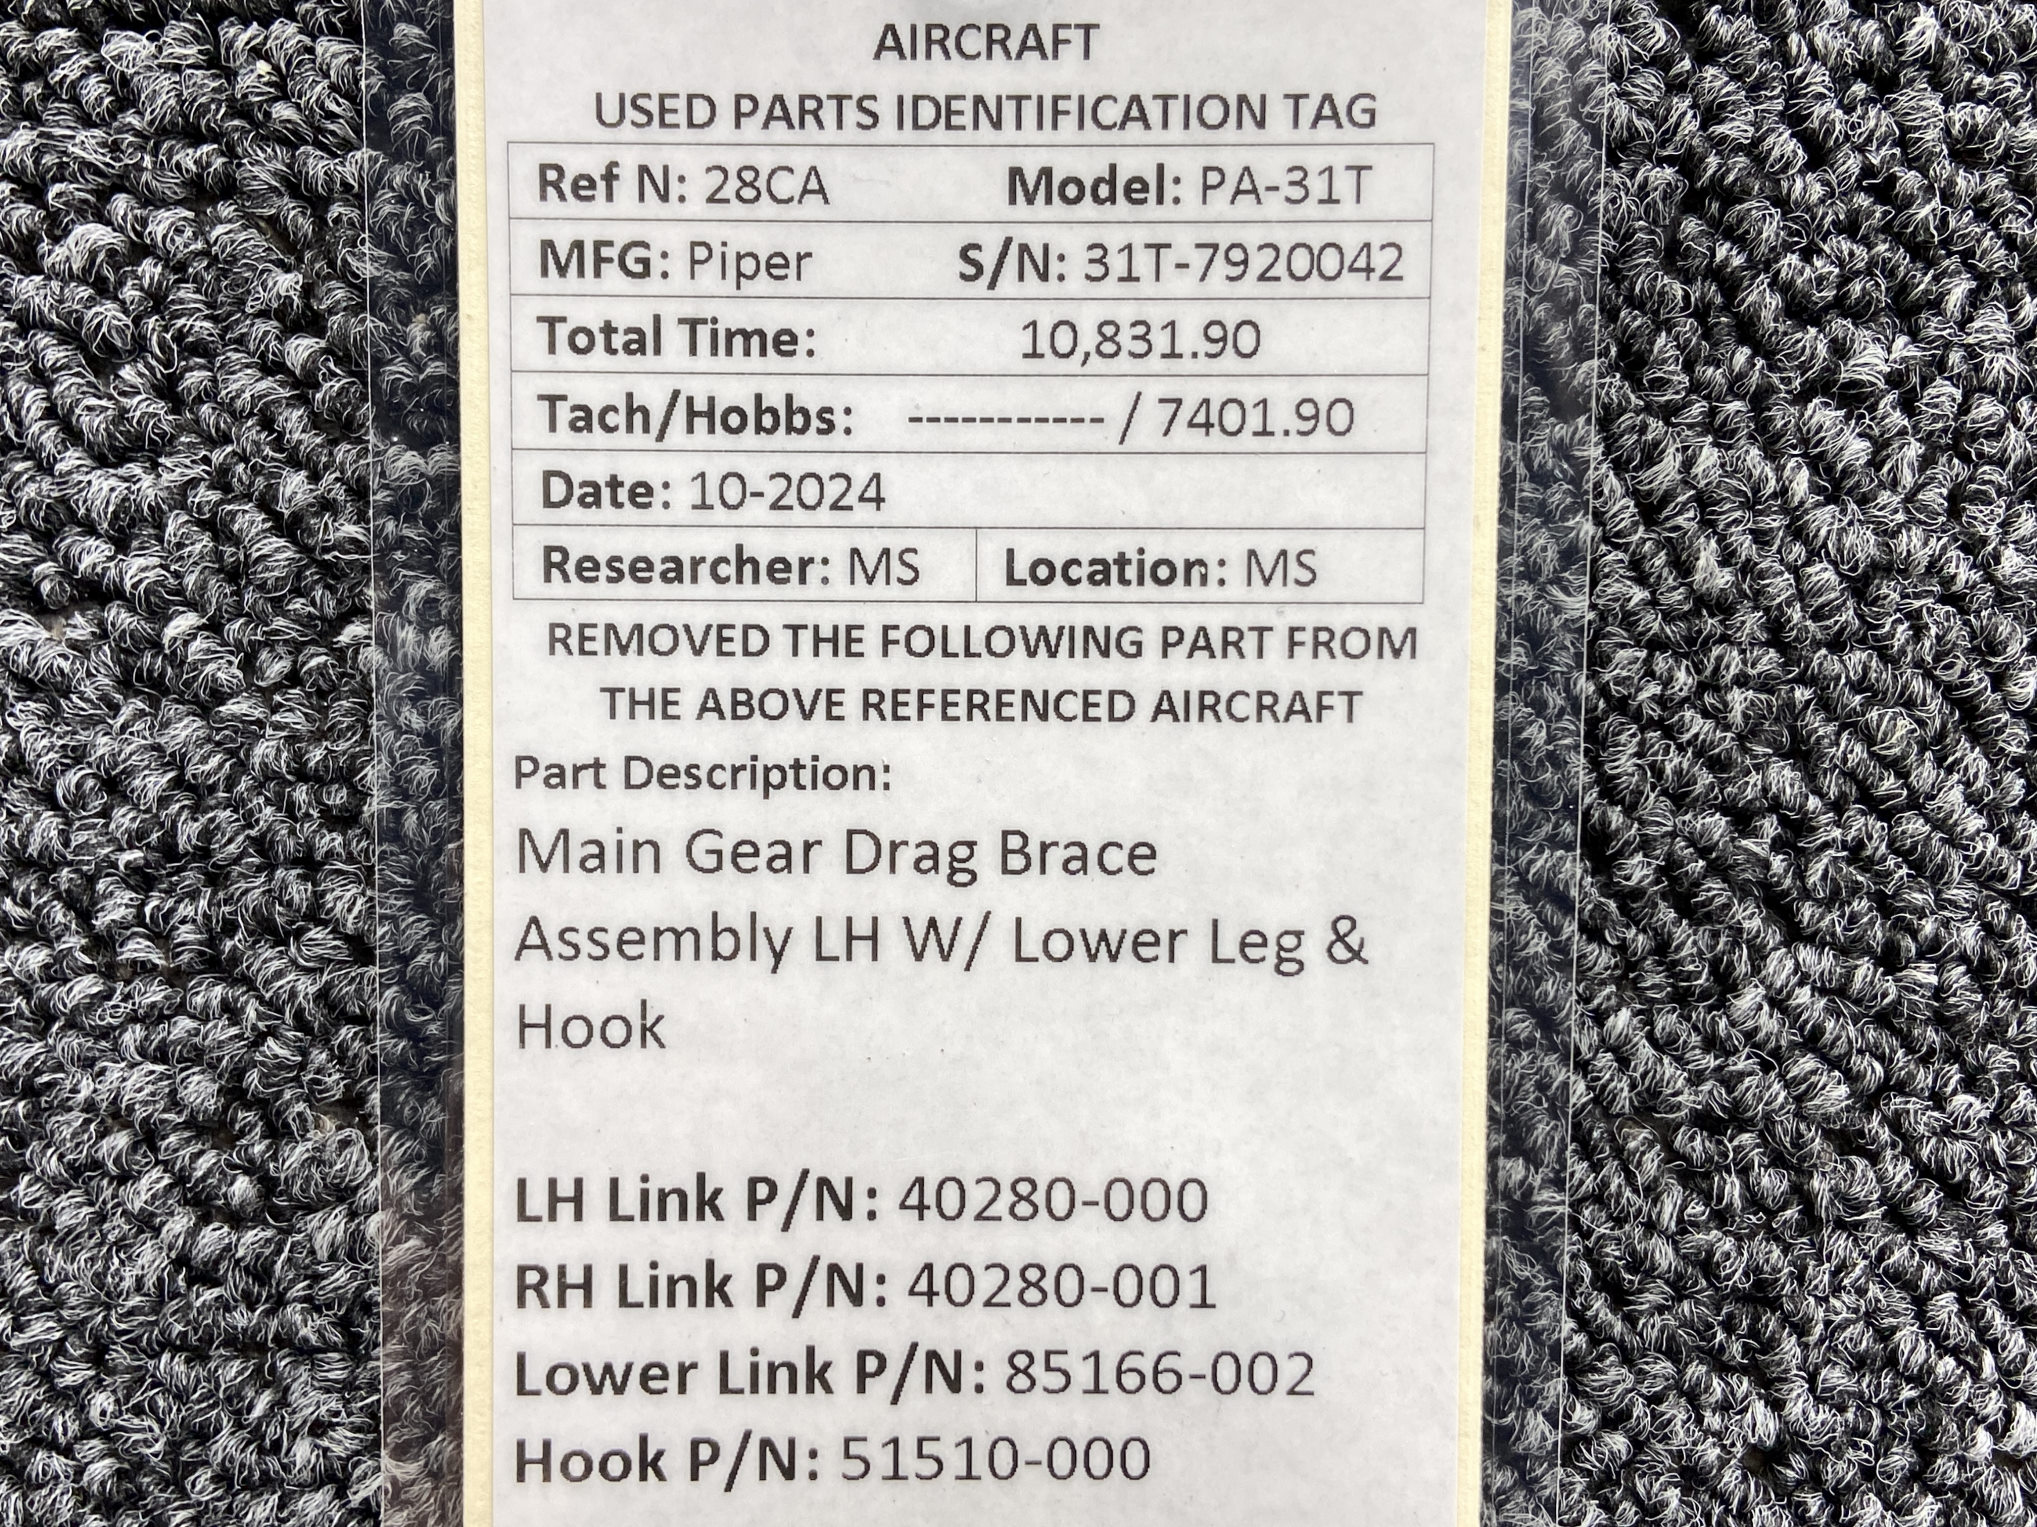 AIRCRAFT
USED PARTS IDENTIFICATION TAG
Ref N: 28CA Model: PA-31T
MFG: Piper S/N: 31T-7920042
Total Time: 10,831.90
Tach/Hobbs: ----------- / 7401.90
Date: 10-2024
Researcher: MS Location: MS
REMOVED THE FOLLOWING PART FROM
THE ABOVE REFERENCED AIRCRAFT
Part Description:
Main Gear Drag Brace
Assembly LH W/ Lower Leg &
Hook
LH Link P/N: 40280-000
RH Link P/N: 40280-001
Lower Link P/N: 85166-002
Hook P/N: 51510-000